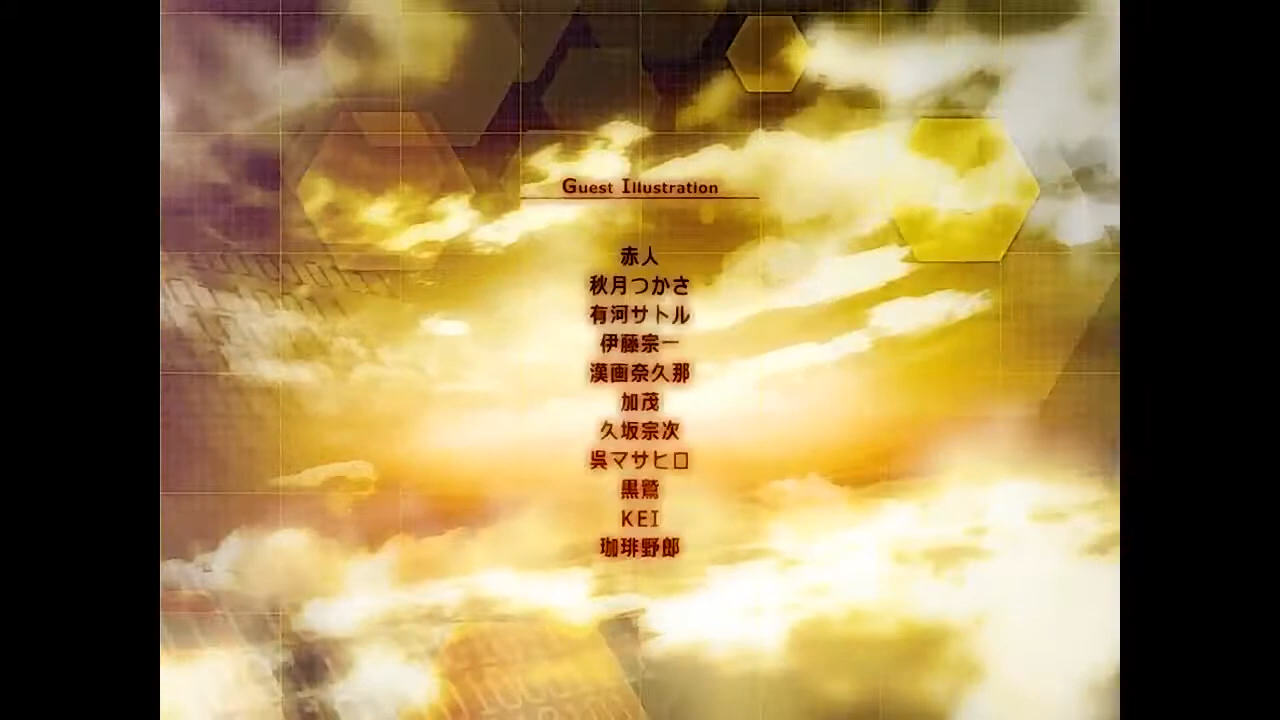 Guest Illustration
赤人
秋月つかさ
有河サトル
伊藤宗一
漢画奈久那
加茂
久坂宗次
呉マサヒロ
黒鷲
KEI
珈琲野郎